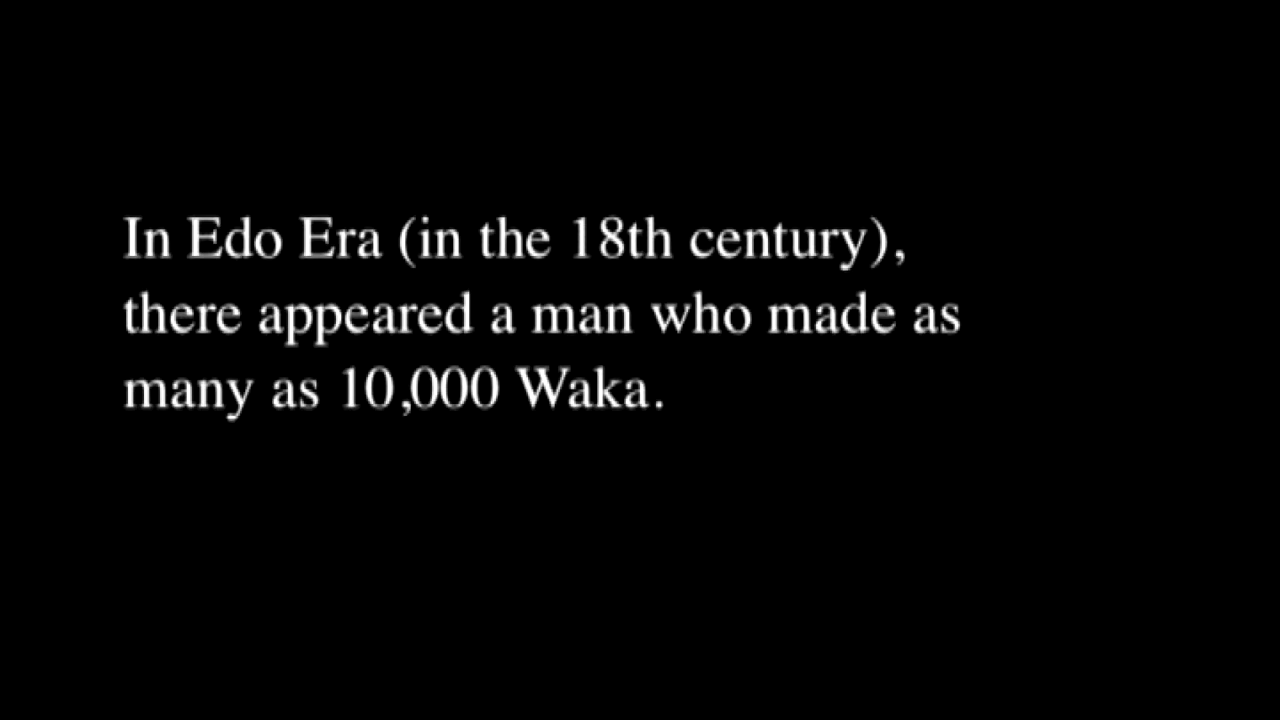 In Edo Era (in the 18th century),
there appeared a man who made as
many as 10,000 Waka.